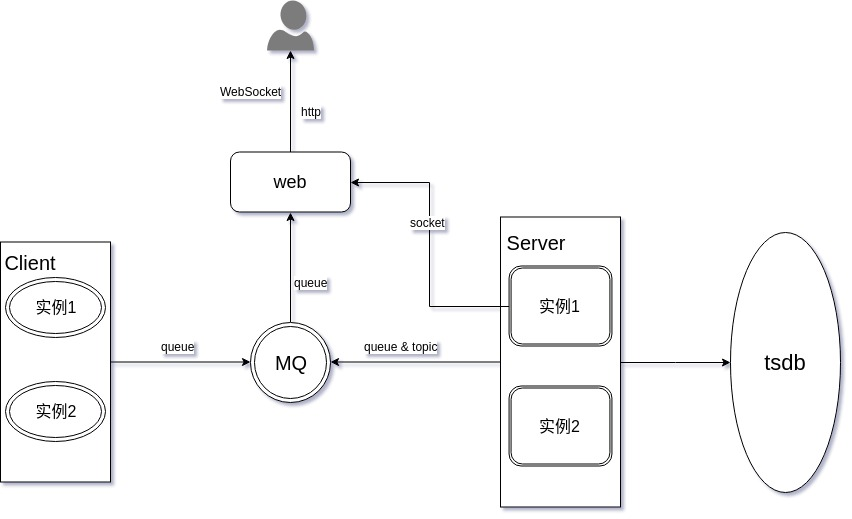 WebSocket
http
web
socket
Server
Client
实例1
queue
实例1
queue
queue & topic
MQ
tsdb
实例2
实例2